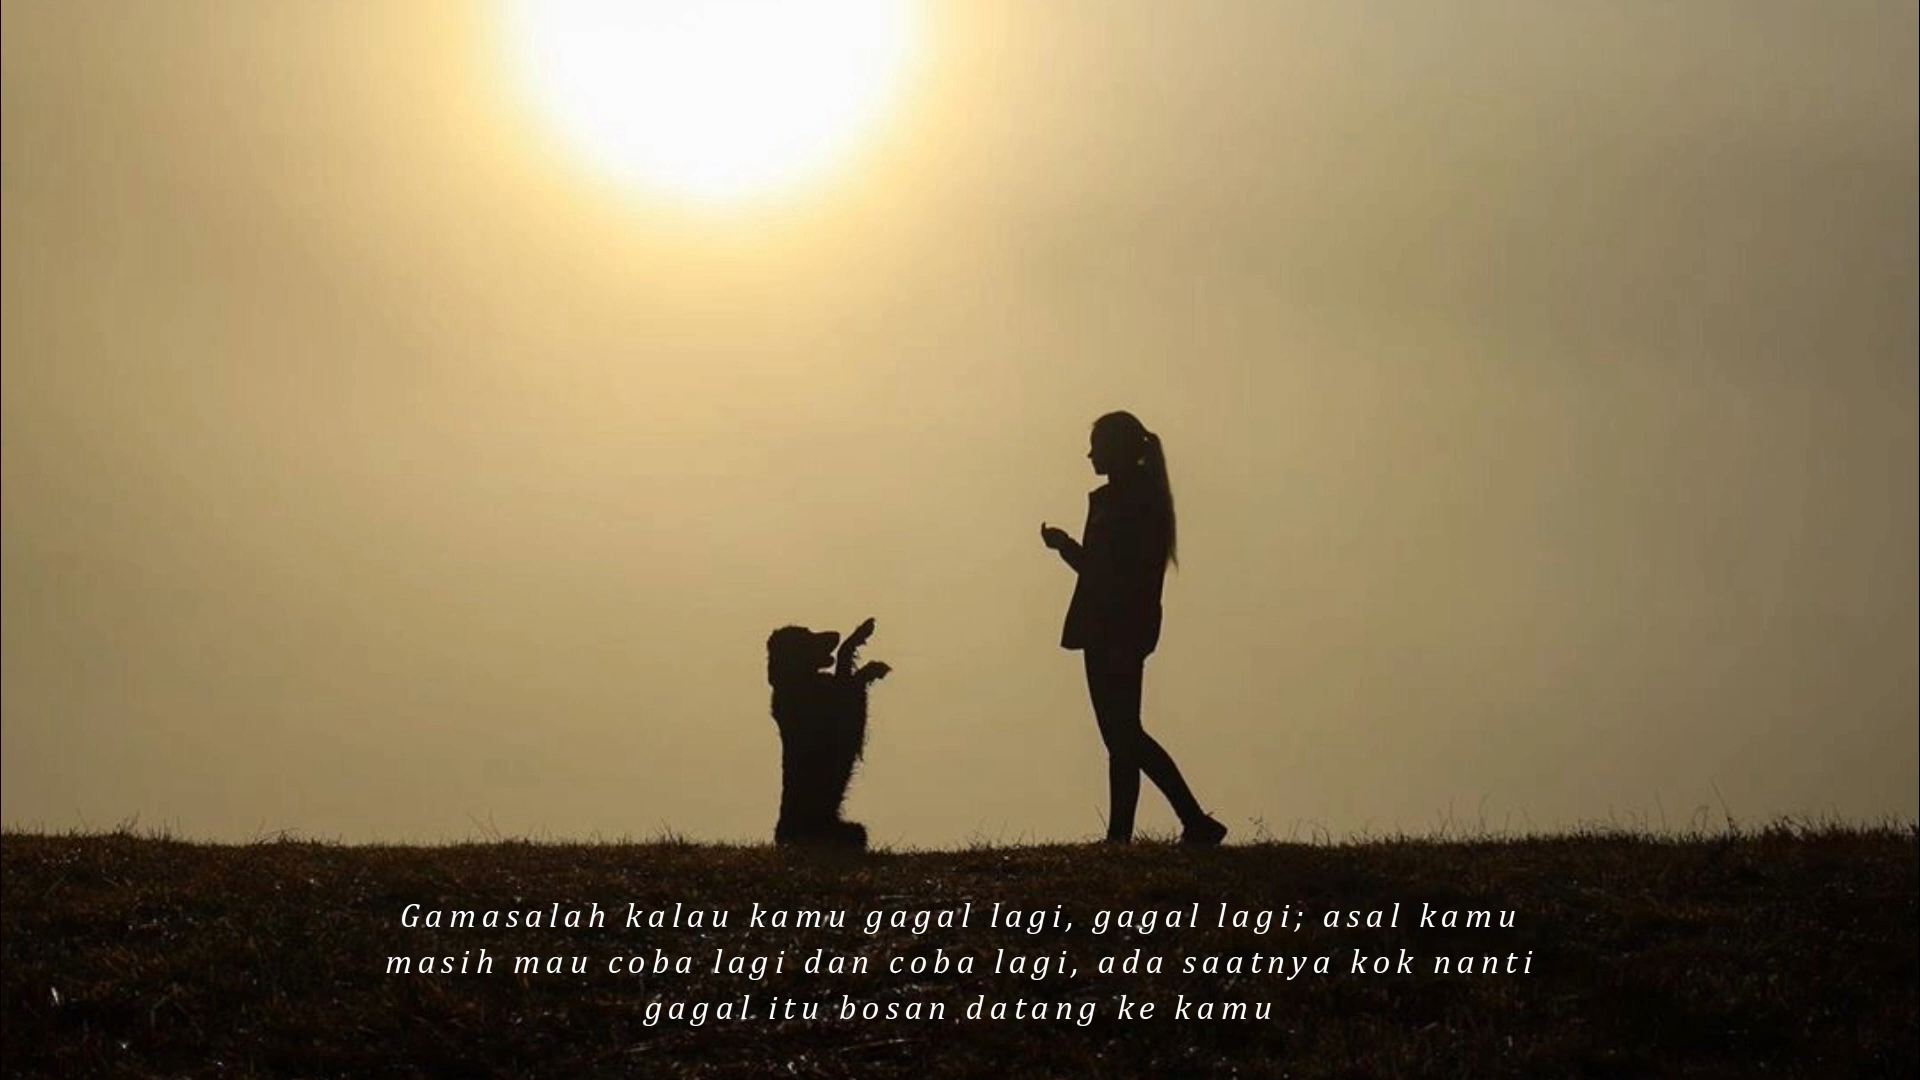 Gamasalah kalau kamu gagal lagi, gagal lagi; asal kamu
masih mau coba lagi dan coba lagi, ada saatnya kok nanti
gagal itu bosan datang ke kamu